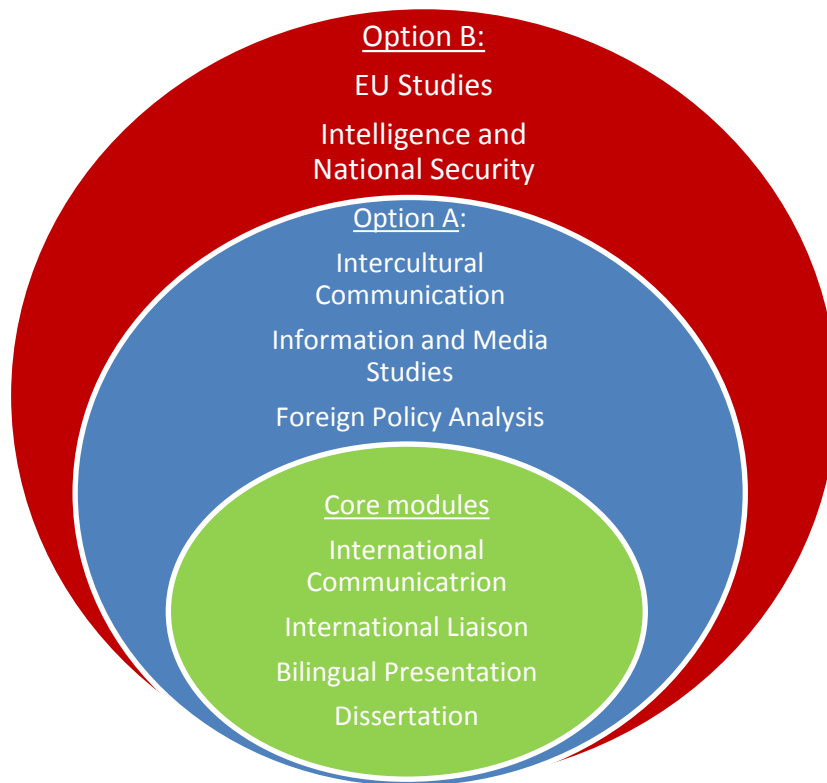 Option B:
EU Studies
Intelligence and
National Security
Option A:
Intercultural
Communication
Information and Media
Studies
Foreign Policy Analysis
Core modules
International
Communicatrion
International Liaison
Bilingual Presentation
Dissertation